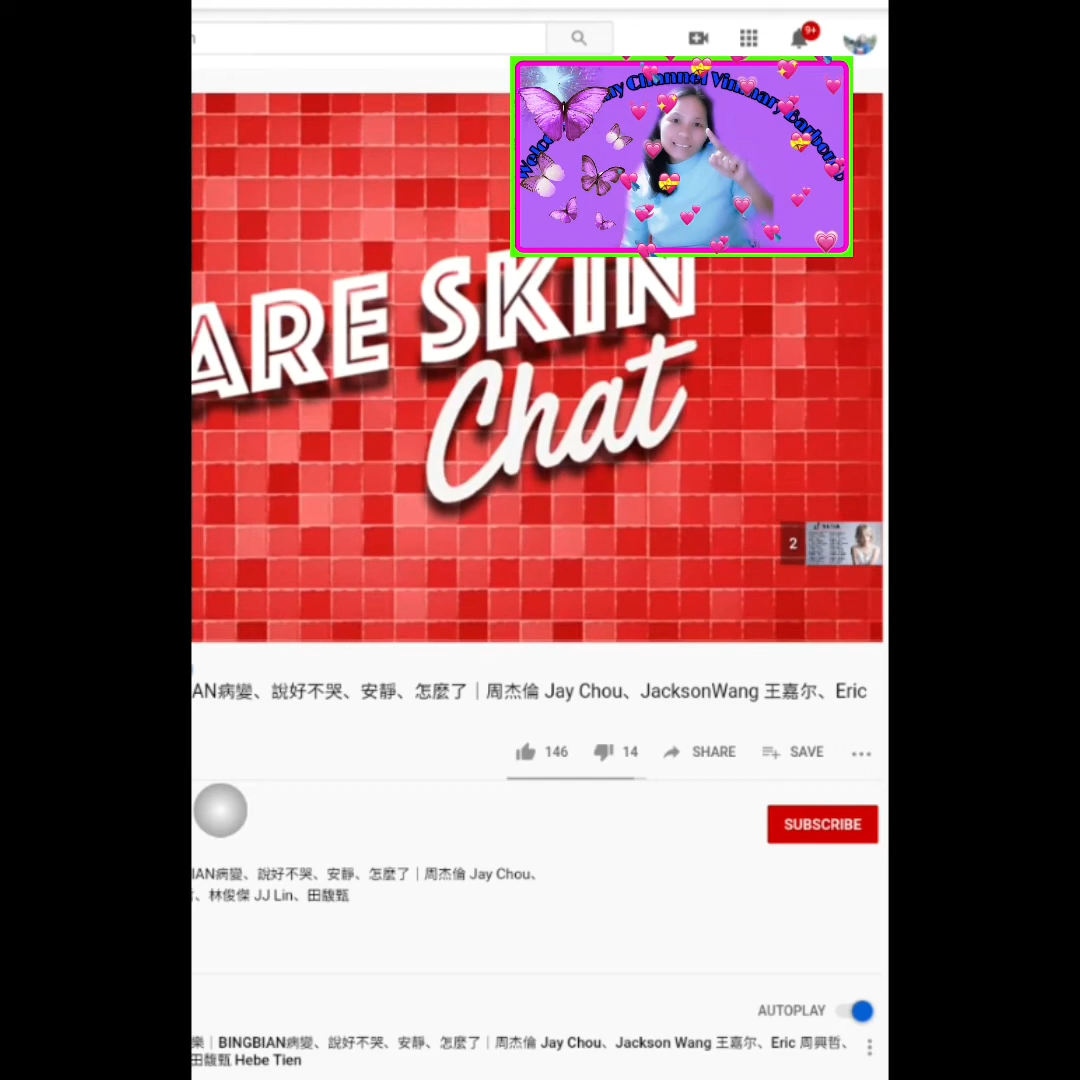 9+
Welcome my Channel Vinmary Barbon
ARE SKIN
Chat
2
AN病變、說好不哭、安靜、怎麼了｜周杰倫 Jay Chou、JacksonWang 王嘉尔、Eric
146 14 SHARE SAVE
SUBSCRIBE
IAN病變、說好不哭、安靜、怎麼了｜周杰倫 Jay Chou、
、林俊傑 JJ Lin、田馥甄
AUTOPLAY
樂｜BINGBIAN病變、說好不哭、安靜、怎麼了｜周杰倫 Jay Chou、Jackson Wang 王嘉尔、Eric 周興哲、
田馥甄 Hebe Tien